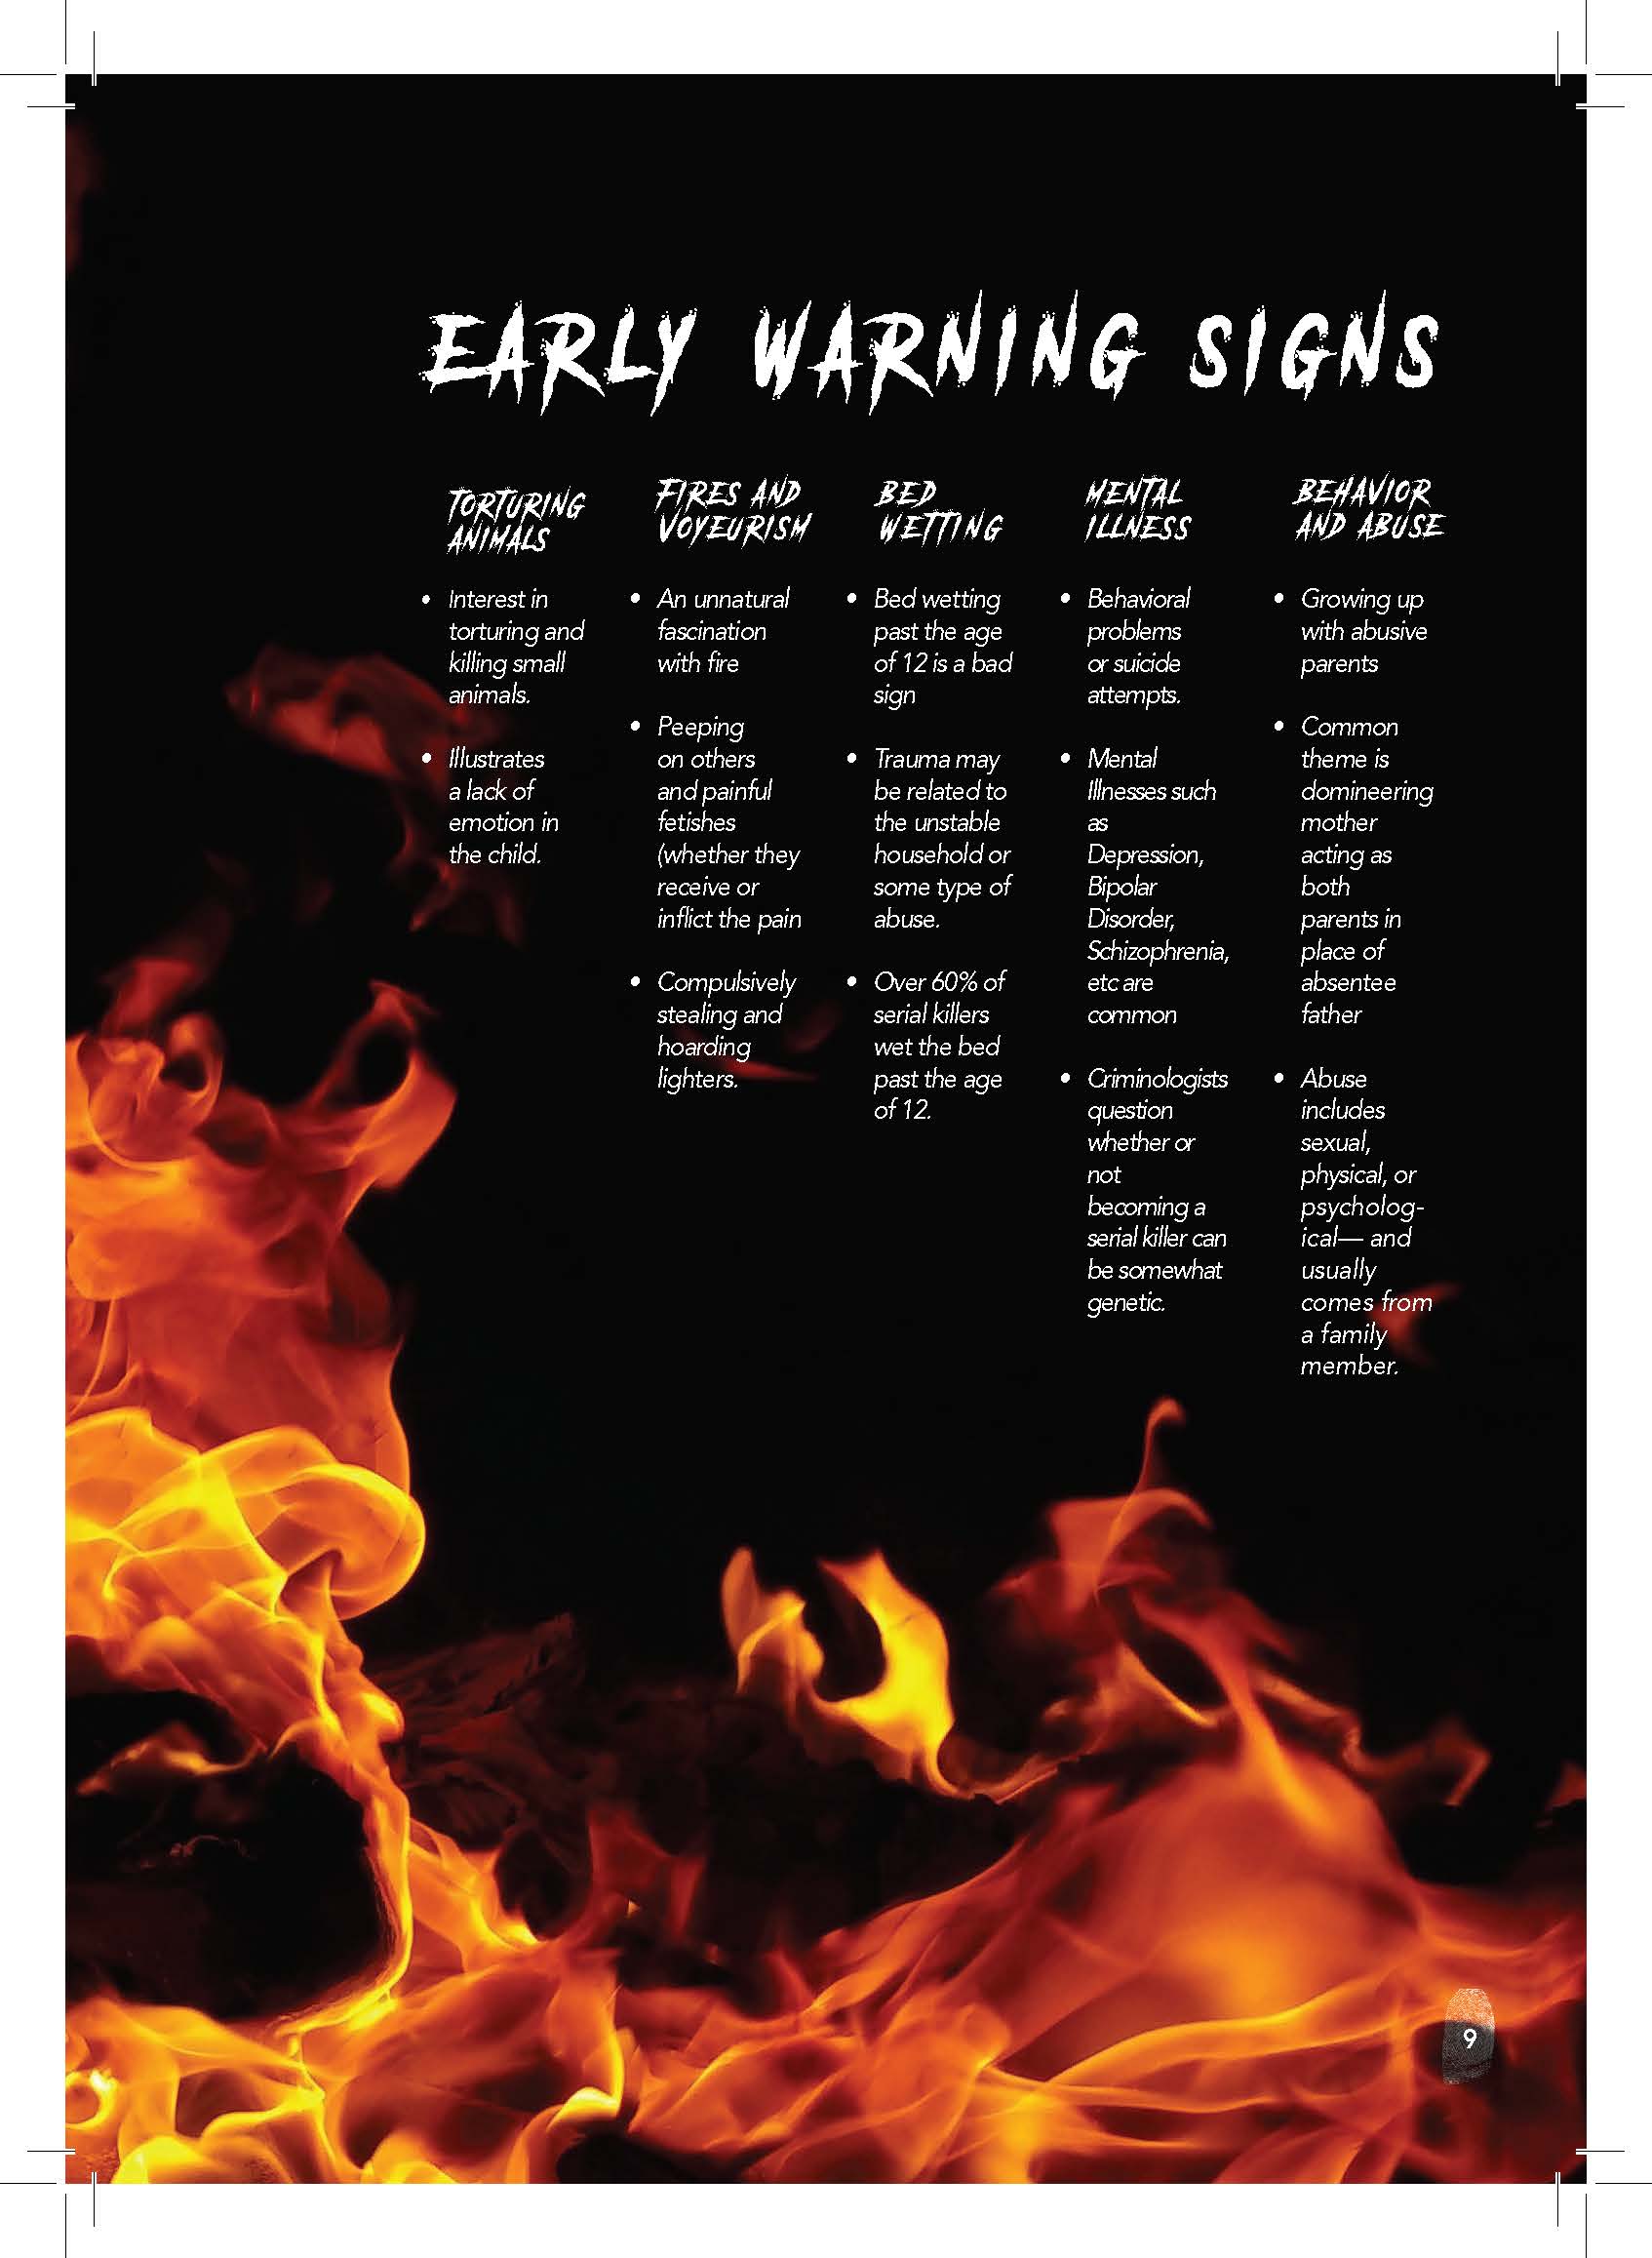 EARLY WARNING SIGNS
TORTURING
ANIMALS
• Interest in
torturing and
killing small
animals.
• Illustrates
a lack of
emotion in
the child.
FIRES AND
VOYEURISM
• An unnatural
fascination
with fire
• Peeping
on others
and painful
fetishes
(whether they
receive or
inflict the pain
• Compulsively
stealing and
hoarding
lighters.
BED
WETTING
• Bed wetting
past the age
of 12 is a bad
sign
• Trauma may
be related to
the unstable
household or
some type of
abuse.
• Over 60% of
serial killers
wet the bed
past the age
of 12.
MENTAL
ILLNESS
• Behavioral
problems
or suicide
attempts.
• Mental
Illnesses such
as
Depression,
Bipolar
Disorder,
Schizophrenia,
etc are
common
• Criminologists
question
whether or
not
becoming a
serial killer can
be somewhat
genetic.
BEHAVIOR
AND ABUSE
• Growing up
with abusive
parents
• Common
theme is
domineering
mother
acting as
both
parents in
place of
absentee
father
• Abuse
includes
sexual,
physical, or
psycholog-
ical— and
usually
comes from
a family
member.
9